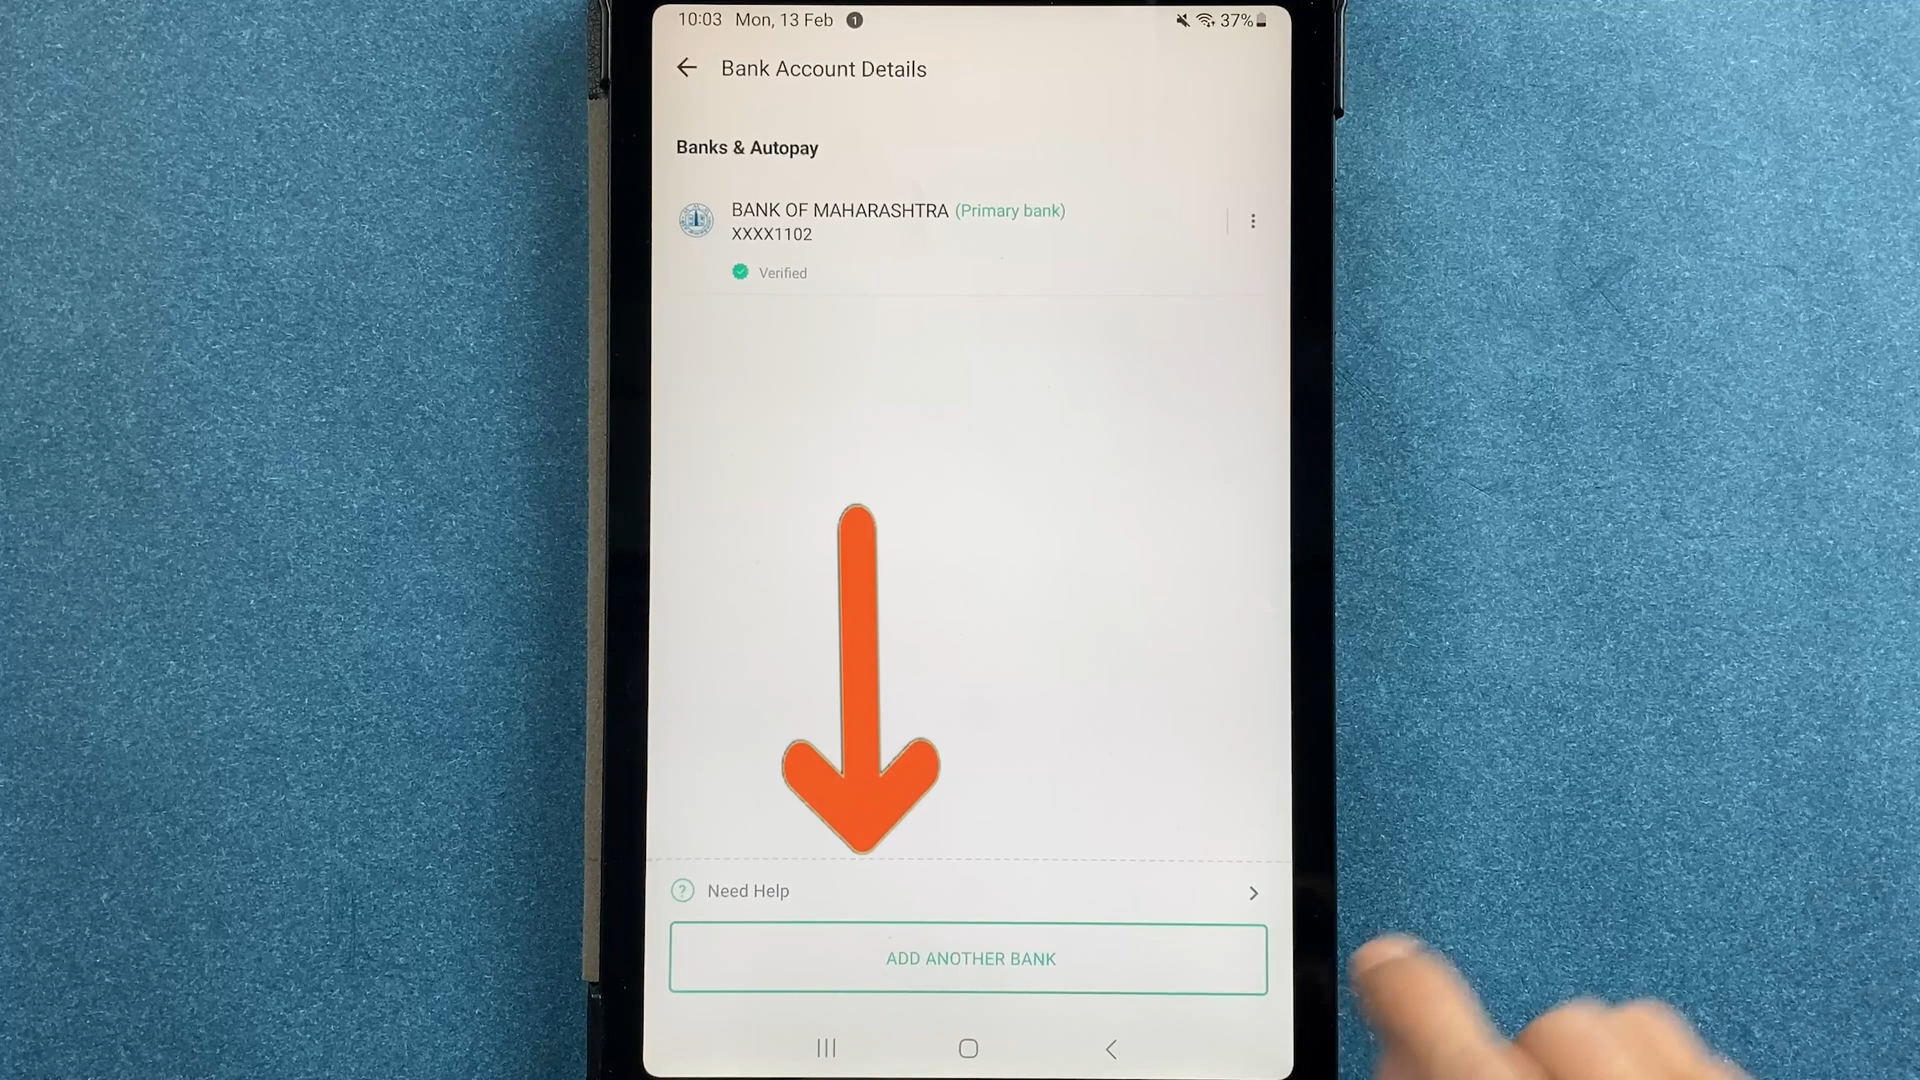 10:03 Mon, 13 Feb 1 37%
Bank Account Details
Banks & Autopay
BANK OF MAHARASHTRA (Primary bank)
XXXX1102
Verified
? Need Help
ADD ANOTHER BANK